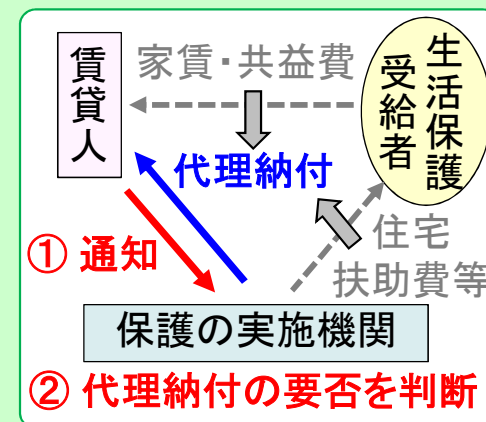 賃貸人
家賃・共益費
生活保護
受給者
代理納付
① 通知
住宅
扶助費等
保護の実施機関
② 代理納付の要否を判断